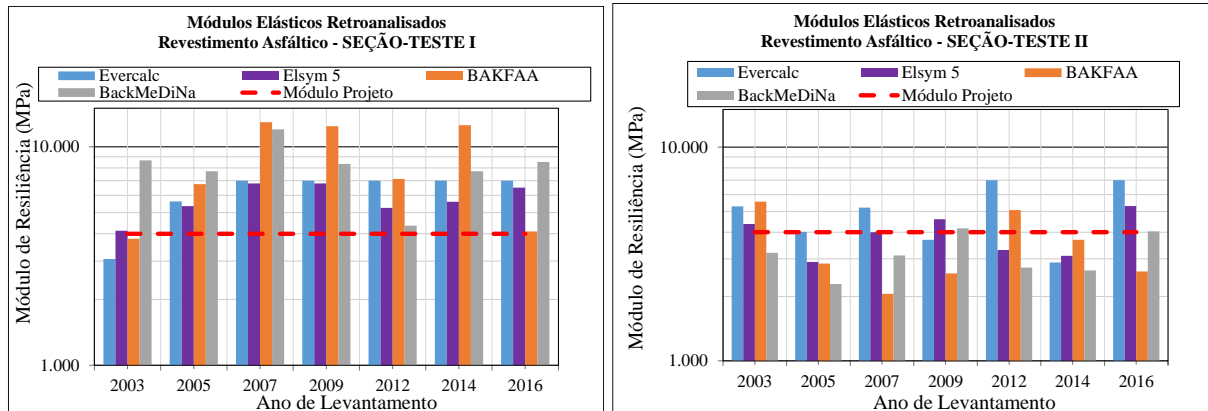 Módulos Elásticos Retroanalisados
Revestimento Asfáltico - SEÇÃO-TESTE I
Evercalc
Elsym 5
BAKFAA
BackMeDiNa
Módulo Projeto
Módulo de Resiliência (MPa)
10.000
1.000
2003 2005 2007 2009 2012 2014 2016
Ano de Levantamento
Módulos Elásticos Retroanalisados
Revestimento Asfáltico - SEÇÃO-TESTE II
Evercalc
Elsym 5
BAKFAA
BackMeDiNa
Módulo Projeto
Módulo de Resiliência (MPa)
10.000
1.000
2003 2005 2007 2009 2012 2014 2016
Ano de Levantamento